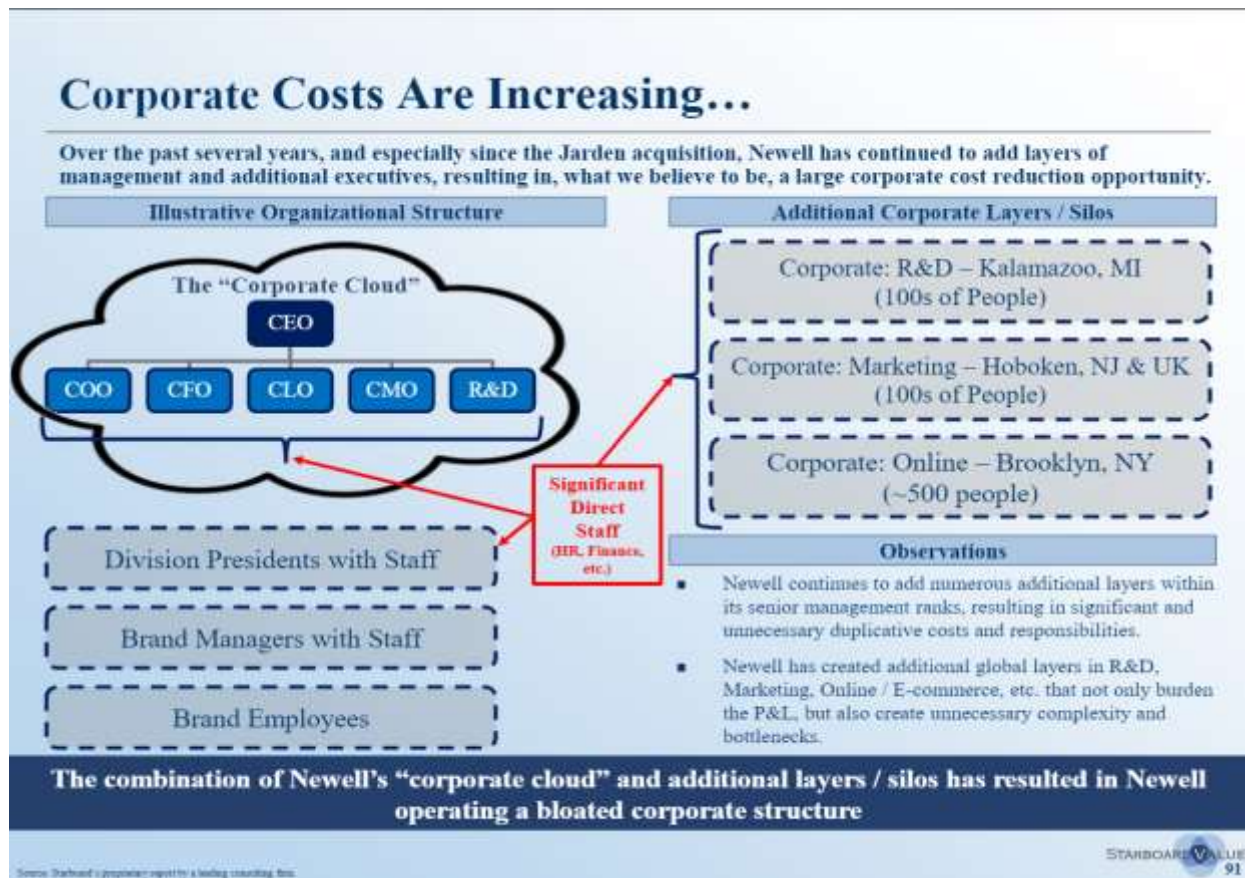 Corporate Costs Are Increasing…
Over the past several years, and especially since the Jarden acquisition, Newell has continued to add layers of
management and additional executives, resulting in, what we believe to be, a large corporate cost reduction opportunity.
Illustrative Organizational Structure
The “Corporate Cloud”
CEO
COO CFO CLO CMO R&D
Division Presidents with Staff
Brand Managers with Staff
Brand Employees
Significant
Direct
Staff
(HR, Finance,
etc.)
Additional Corporate Layers / Silos
Corporate: R&D – Kalamazoo, MI
(100s of People)
Corporate: Marketing – Hoboken, NJ & UK
(100s of People)
Corporate: Online – Brooklyn, NY
(~500 people)
Observations
▪ Newell continues to add numerous additional layers within
its senior management ranks, resulting in significant and
unnecessary duplicative costs and responsibilities.
▪ Newell has created additional global layers in R&D,
Marketing, Online / E-commerce, etc. that not only burden
the P&L, but also create unnecessary complexity and
bottlenecks.
The combination of Newell’s “corporate cloud” and additional layers / silos has resulted in Newell
operating a bloated corporate structure
Source: Starboard's proprietary report by a leading consulting firm.
STARBOARD VALUE
91